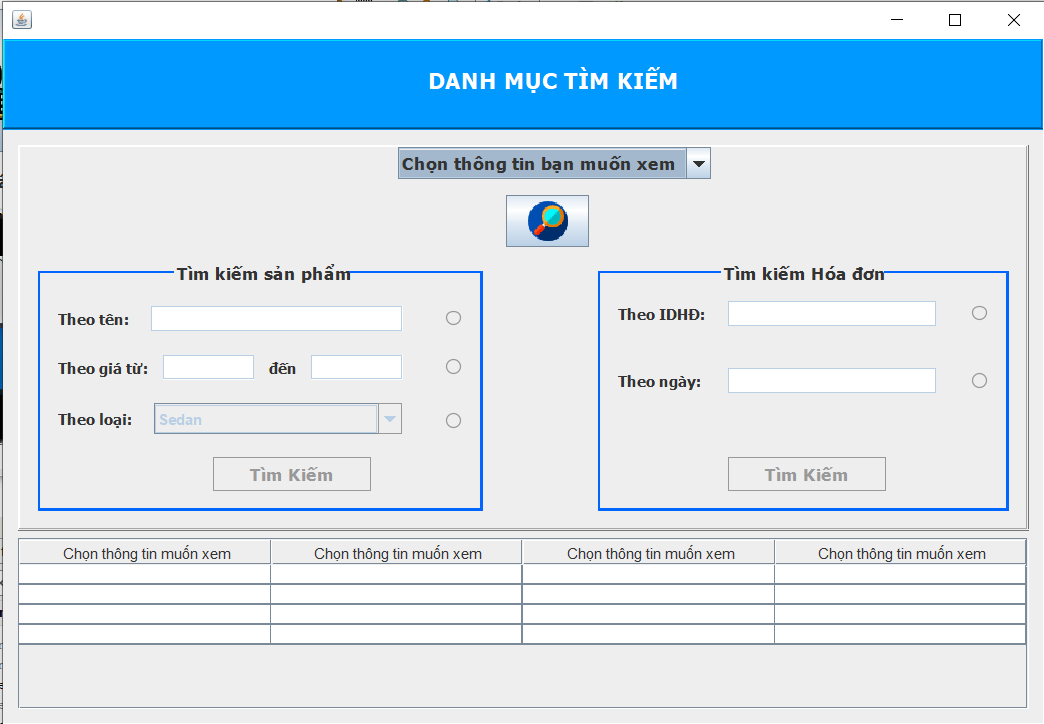 DANH MỤC TÌM KIẾM
Chọn thông tin bạn muốn xem
Tìm kiếm sản phẩm
Theo tên:
Theo giá từ: đến
Theo loại: Sedan
Tìm Kiếm
Tìm kiếm Hóa đơn
Theo IDHĐ:
Theo ngày:
Tìm Kiếm
Chọn thông tin muốn xem Chọn thông tin muốn xem Chọn thông tin muốn xem Chọn thông tin muốn xem